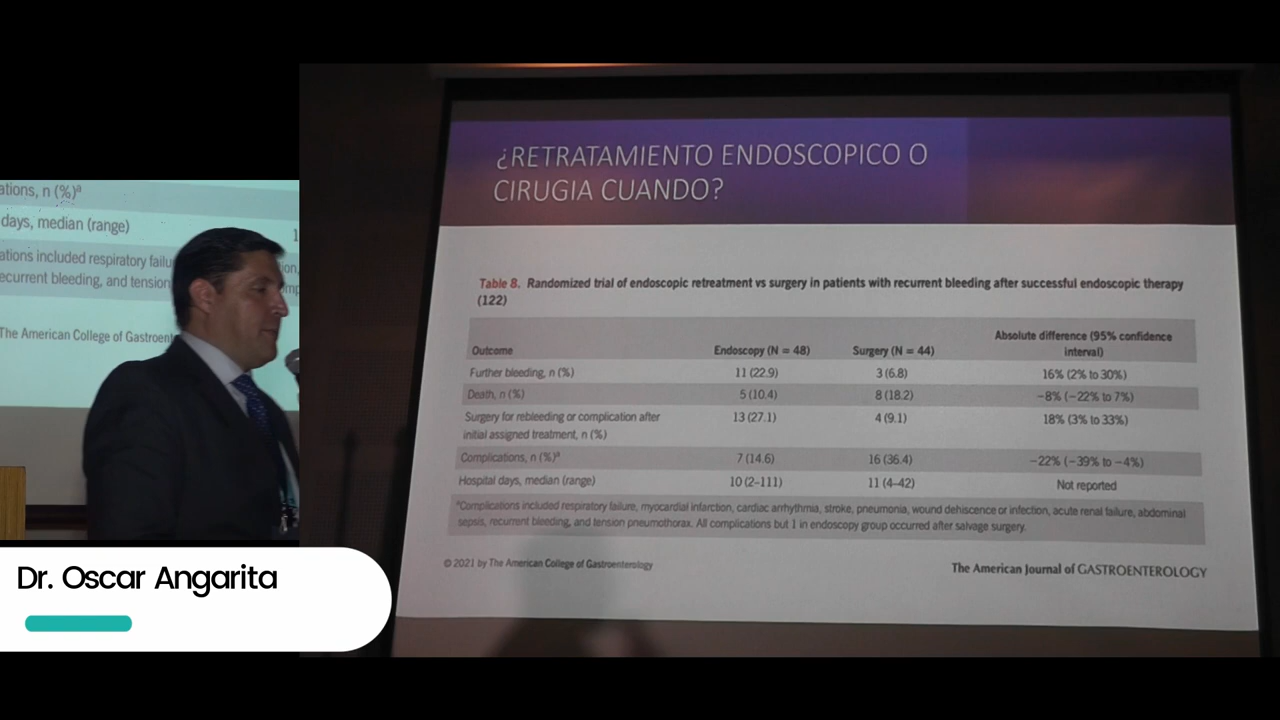 ¿RETRATAMIENTO ENDOSCOPICO O
CIRUGIA CUANDO?
Table 8. Randomized trial of endoscopic retreatment vs surgery in patients with recurrent bleeding after successful endoscopic therapy
(122)
Outcome Endoscopy (N = 48) Surgery (N = 44) Absolute difference (95% confidence interval)
Further bleeding, n (%) 11 (22.9) 3 (6.8) 16% (2% to 30%)
Death, n (%) 5 (10.4) 8 (18.2) −8% (−22% to 7%)
Surgery for rebleeding or complication after
initial assigned treatment, n (%) 13 (27.1) 4 (9.1) 18% (3% to 33%)
Complications, n (%)ª 7 (14.6) 16 (36.4) −22% (−39% to −4%)
Hospital days, median (range) 10 (2–111) 11 (4–42) Not reported
ªComplications included respiratory failure, myocardial infarction, cardiac arrhythmia, stroke, pneumonia, wound dehiscence or infection, acute renal failure, abdominal
sepsis, recurrent bleeding, and tension pneumothorax. All complications but 1 in endoscopy group occurred after salvage surgery.
© 2021 by The American College of Gastroenterology
The American Journal of GASTROENTEROLOGY
ations, n (%)ª
days, median (range)
1
ations included respiratory failu
ion,
ecurrent bleeding, and tension
The American College of Gastroent
Dr. Oscar Angarita